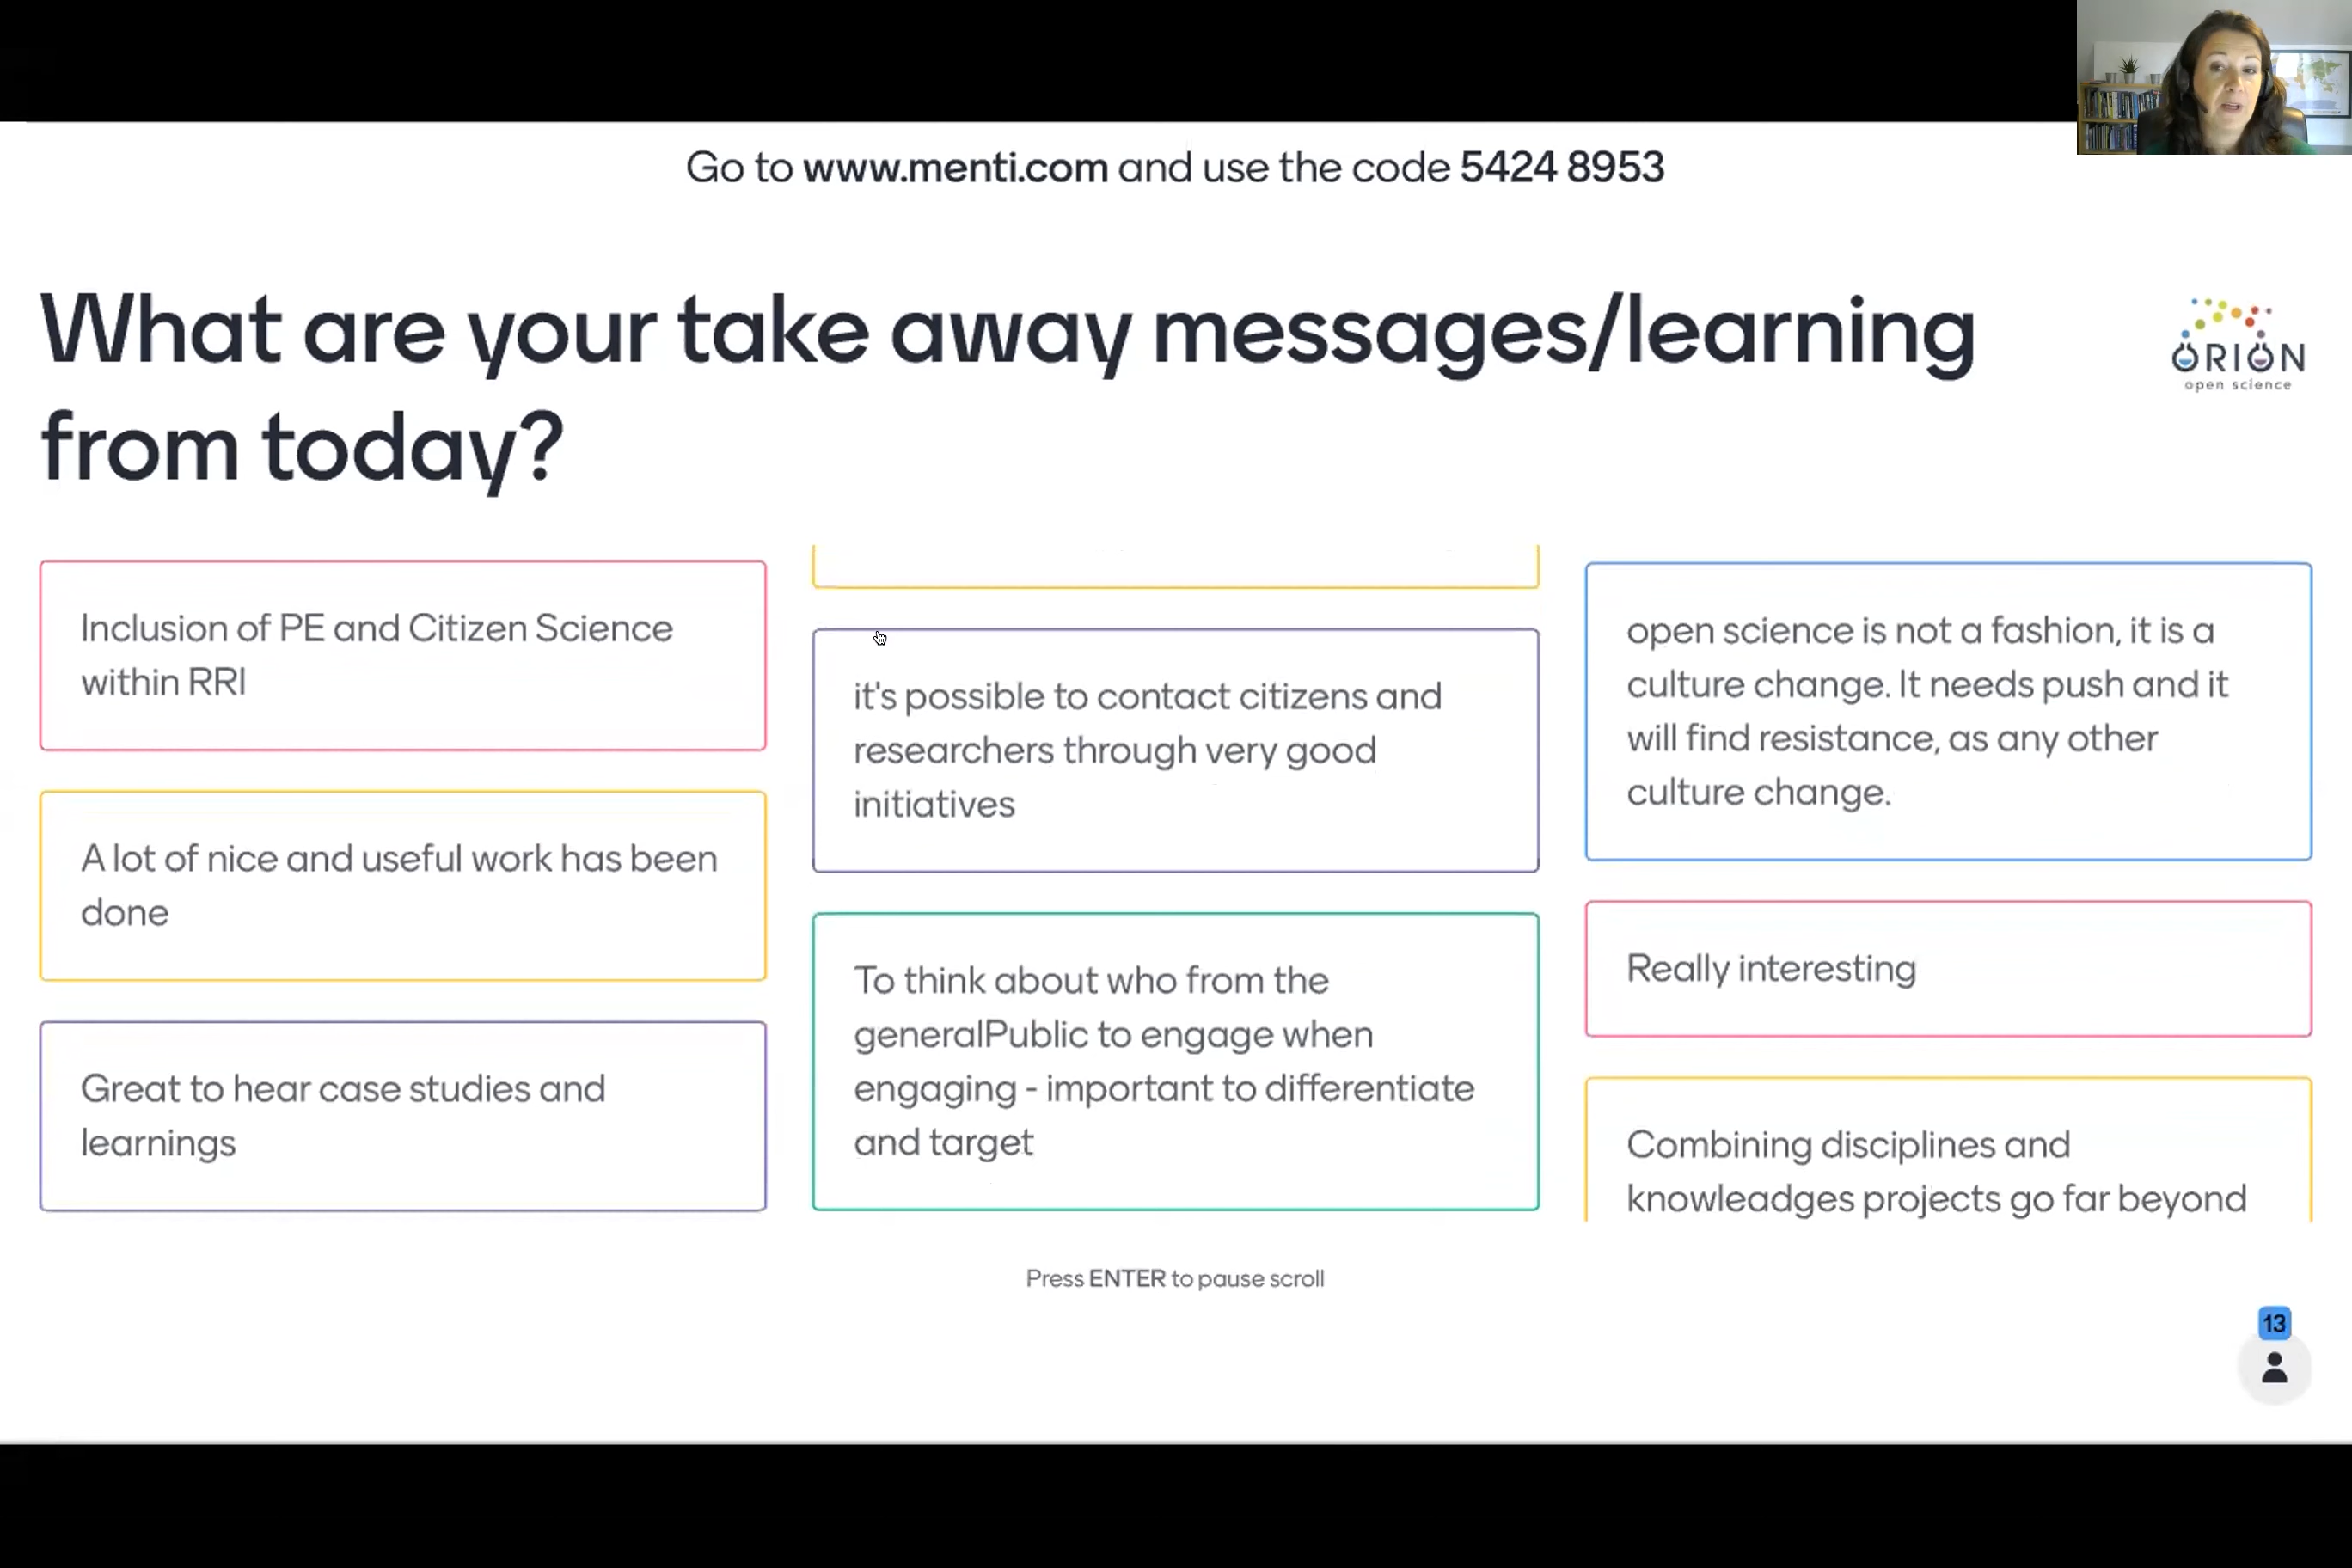 Go to www.menti.com and use the code 5424 8953
What are your take away messages/learning
from today?
ORION
open science
Inclusion of PE and Citizen Science
within RRI
A lot of nice and useful work has been
done
Great to hear case studies and
learnings
it's possible to contact citizens and
researchers through very good
initiatives
To think about who from the
generalPublic to engage when
engaging - important to differentiate
and target
open science is not a fashion, it is a
culture change. It needs push and it
will find resistance, as any other
culture change.
Really interesting
Combining disciplines and
knowleadges projects go far beyond
Press ENTER to pause scroll
13